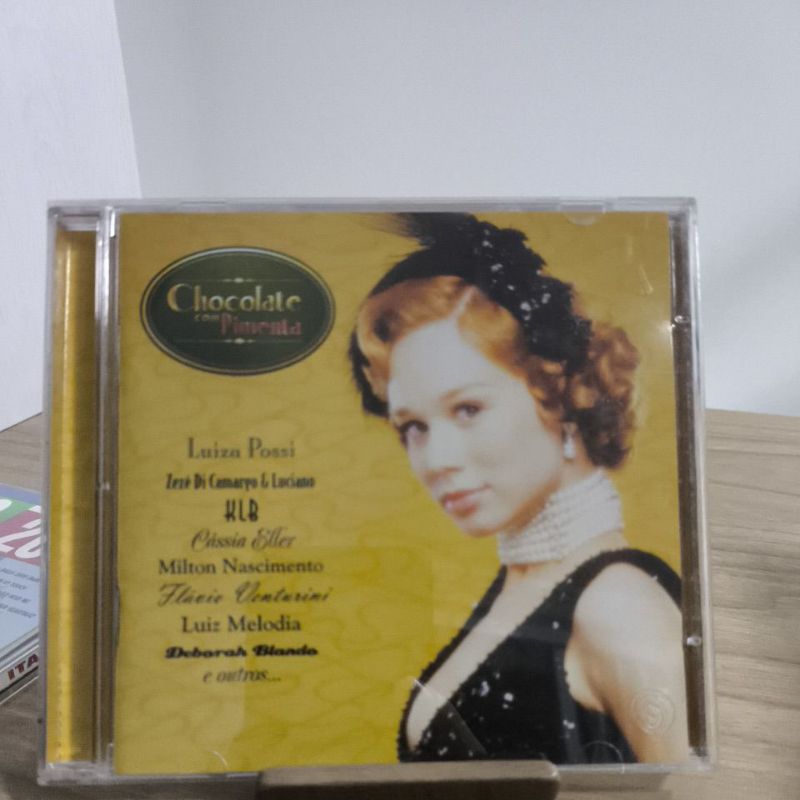 Chocolate
com
Pimenta
Luiza Possi
Zezé Di Camargo & Luciano
KLB
Cássia Eller
Milton Nascimento
Flávio Venturini
Luiz Melodia
Deborah Blando
e outros...
ITA